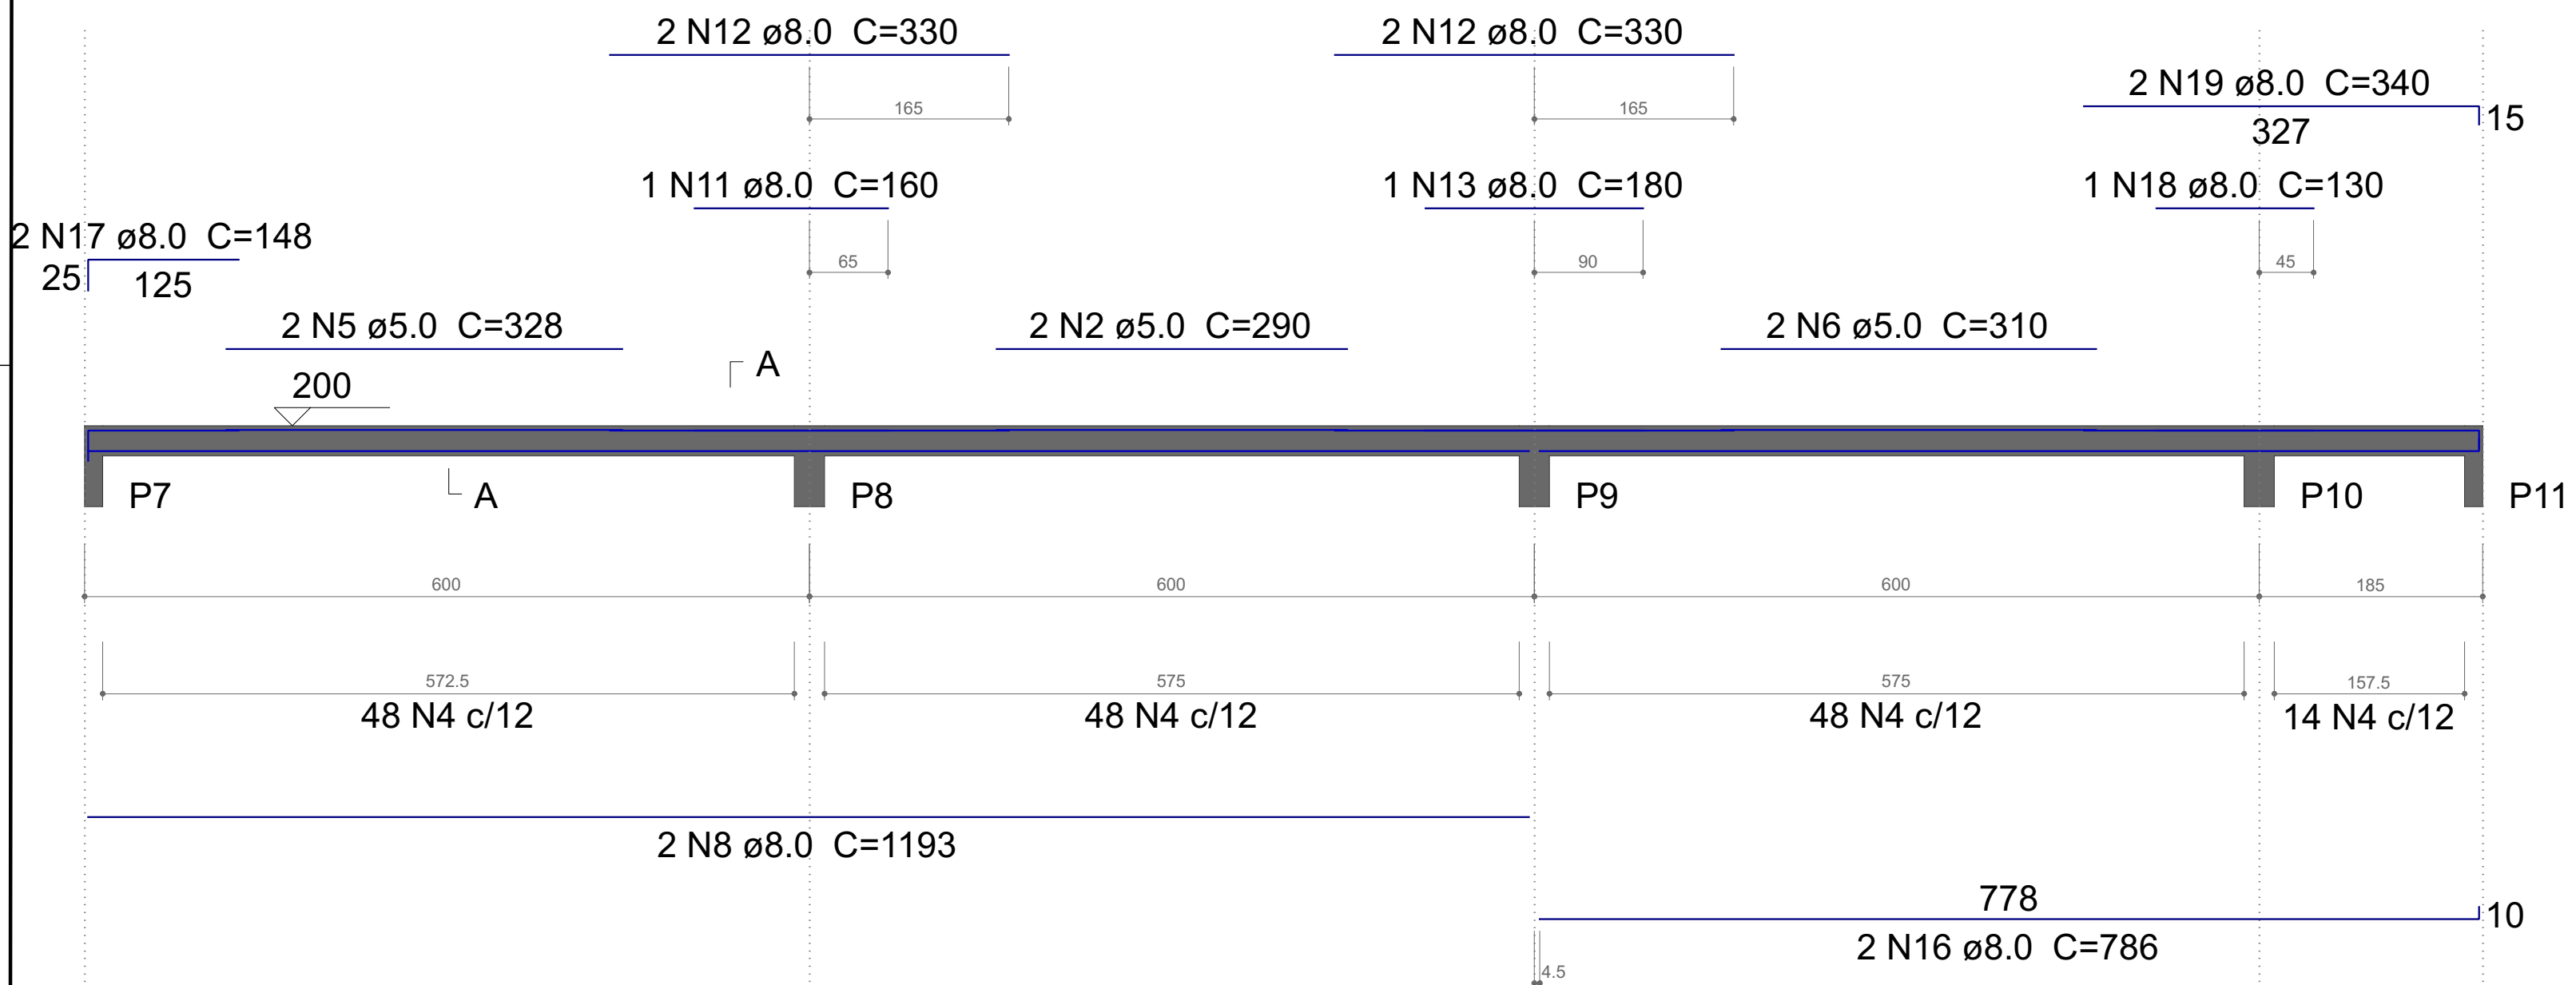 2 N12 ø8.0 C=330 2 N12 ø8.0 C=330
2 N19 ø8.0 C=340
165 165
15
327
1 N11 ø8.0 C=160 1 N13 ø8.0 C=180 1 N18 ø8.0 C=130
2 N17 ø8.0 C=148
65 90 45
25 125
2 N5 ø5.0 C=328 2 N2 ø5.0 C=290 2 N6 ø5.0 C=310
A
200
P7 A P8 P9 P10 P11
600 600 600 185
572.5 575 575 157.5
48 N4 c/12 48 N4 c/12 48 N4 c/12 14 N4 c/12
2 N8 ø8.0 C=1193
778
10
2 N16 ø8.0 C=786
4.5